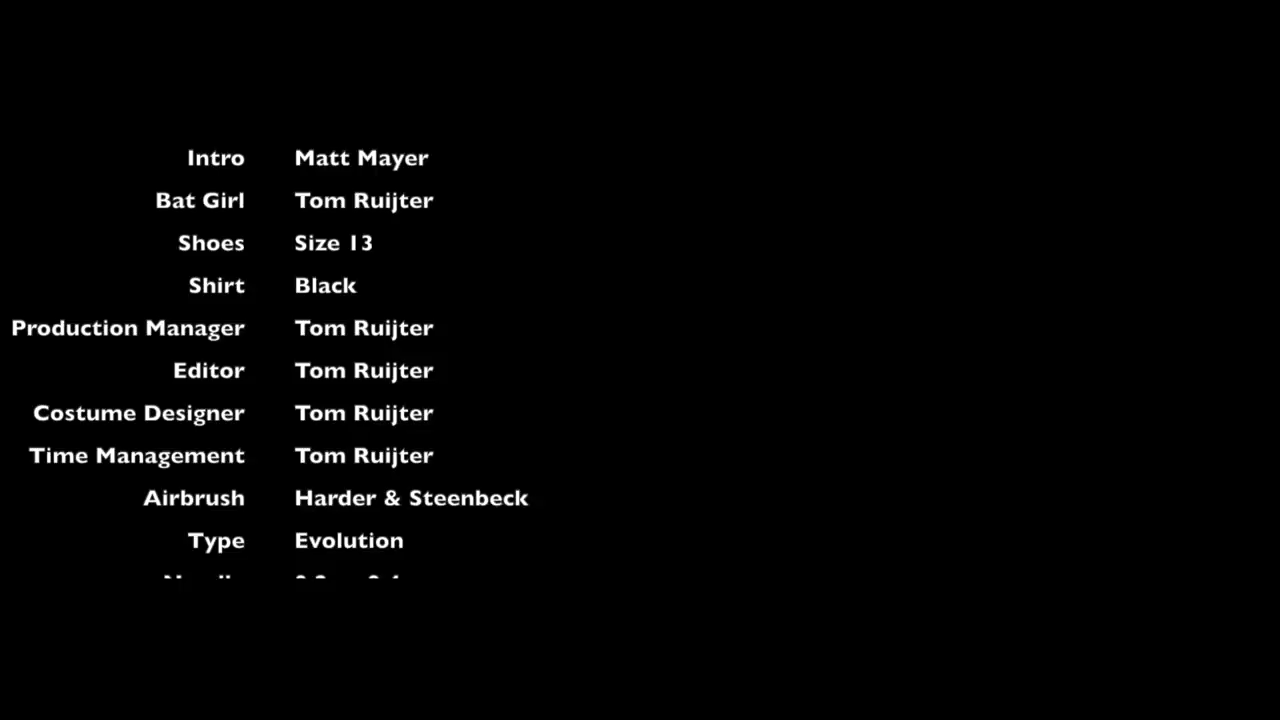 Intro Matt Mayer
Bat Girl Tom Ruijter
Shoes Size 13
Shirt Black
Production Manager Tom Ruijter
Editor Tom Ruijter
Costume Designer Tom Ruijter
Time Management Tom Ruijter
Airbrush Harder & Steenbeck
Type Evolution